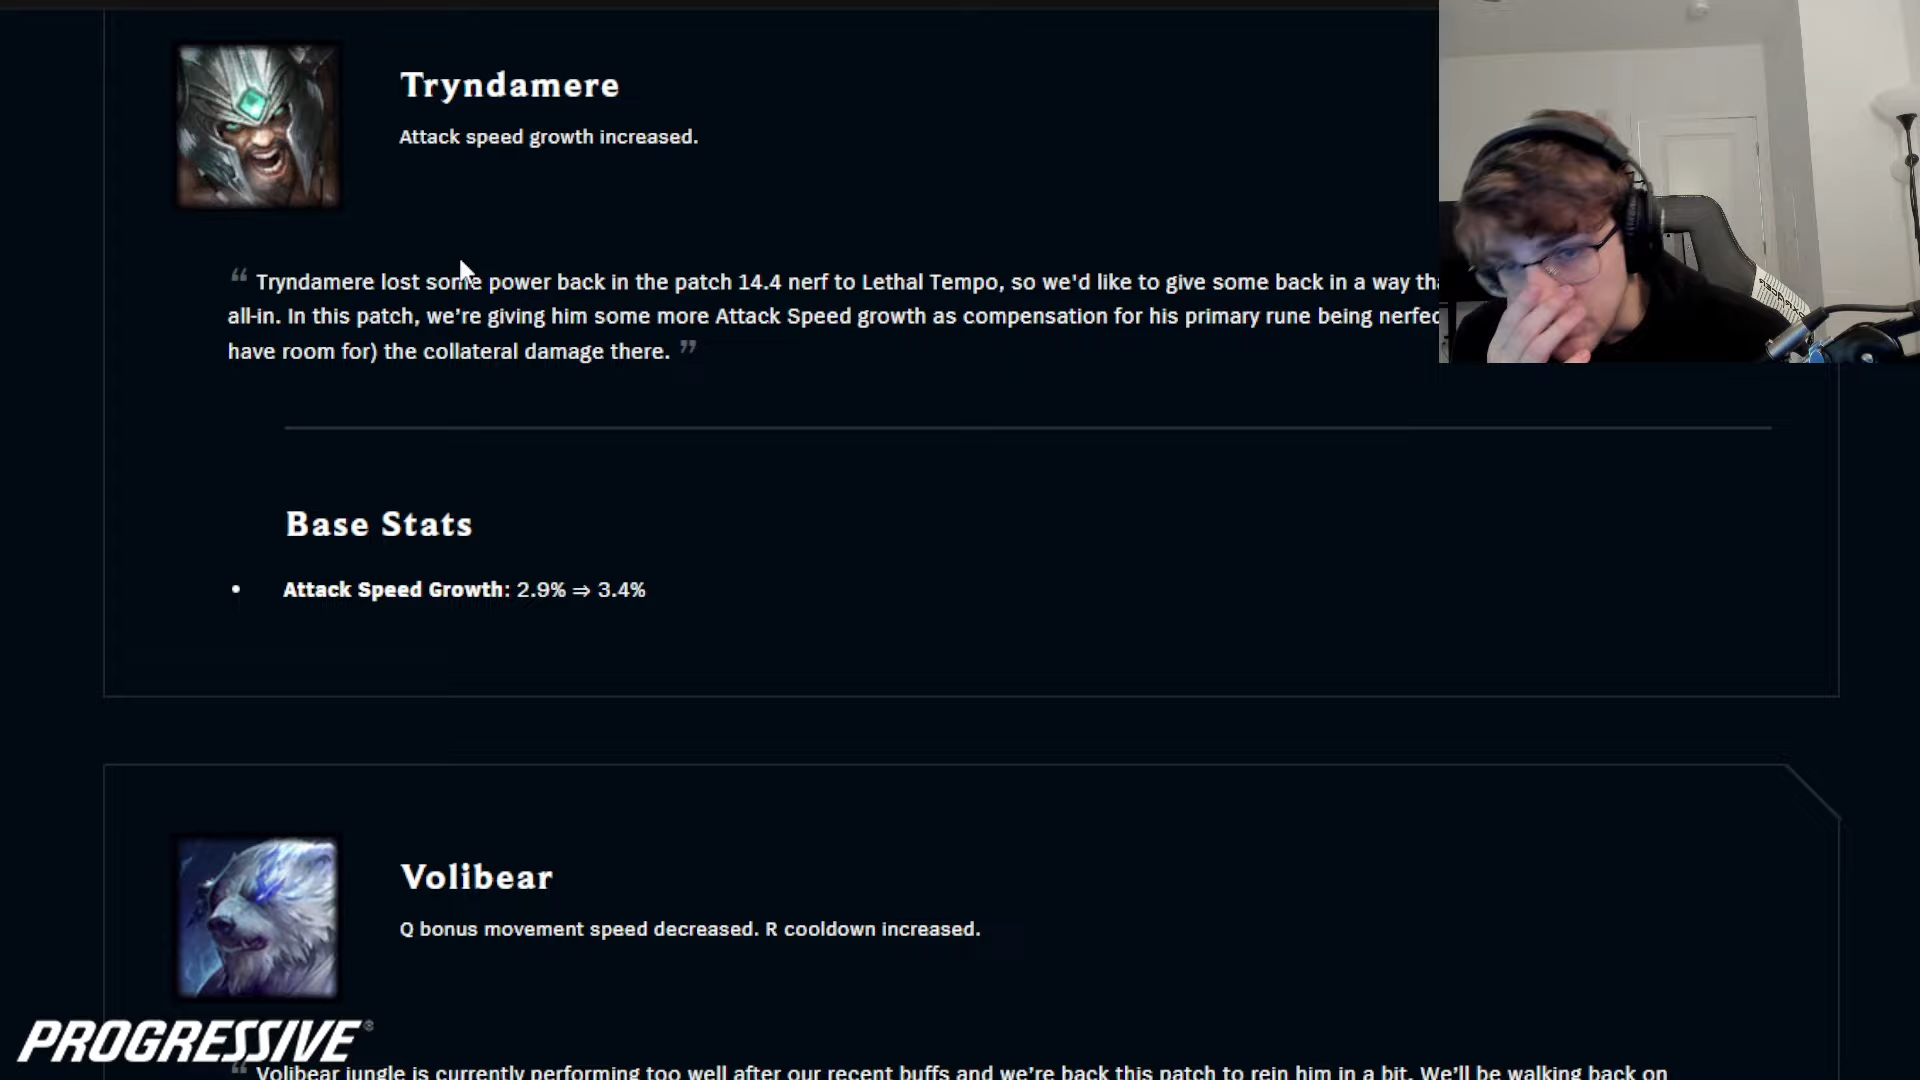 Tryndamere
Attack speed growth increased.
“ Tryndamere lost some power back in the patch 14.4 nerf to Lethal Tempo, so we'd like to give some back in a way
all-in. In this patch, we're giving him some more Attack Speed growth as compensation for his primary rune being
have room for) the collateral damage there. ”
Base Stats
• Attack Speed Growth: 2.9% ⇒ 3.4%
Volibear
Q bonus movement speed decreased. R cooldown increased.
PROGRESSIVE®
“ Volibear jungle is currently performing too well after our recent buffs and we're back this patch to rein him in a bit. We'll be walking back on